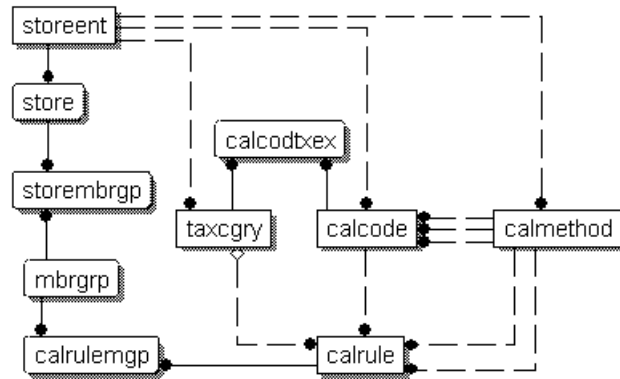 storeent
store
calcodtxex
storembrgp
taxcgry
calcode
calmethod
mbrgrp
calrulemgp
calrule